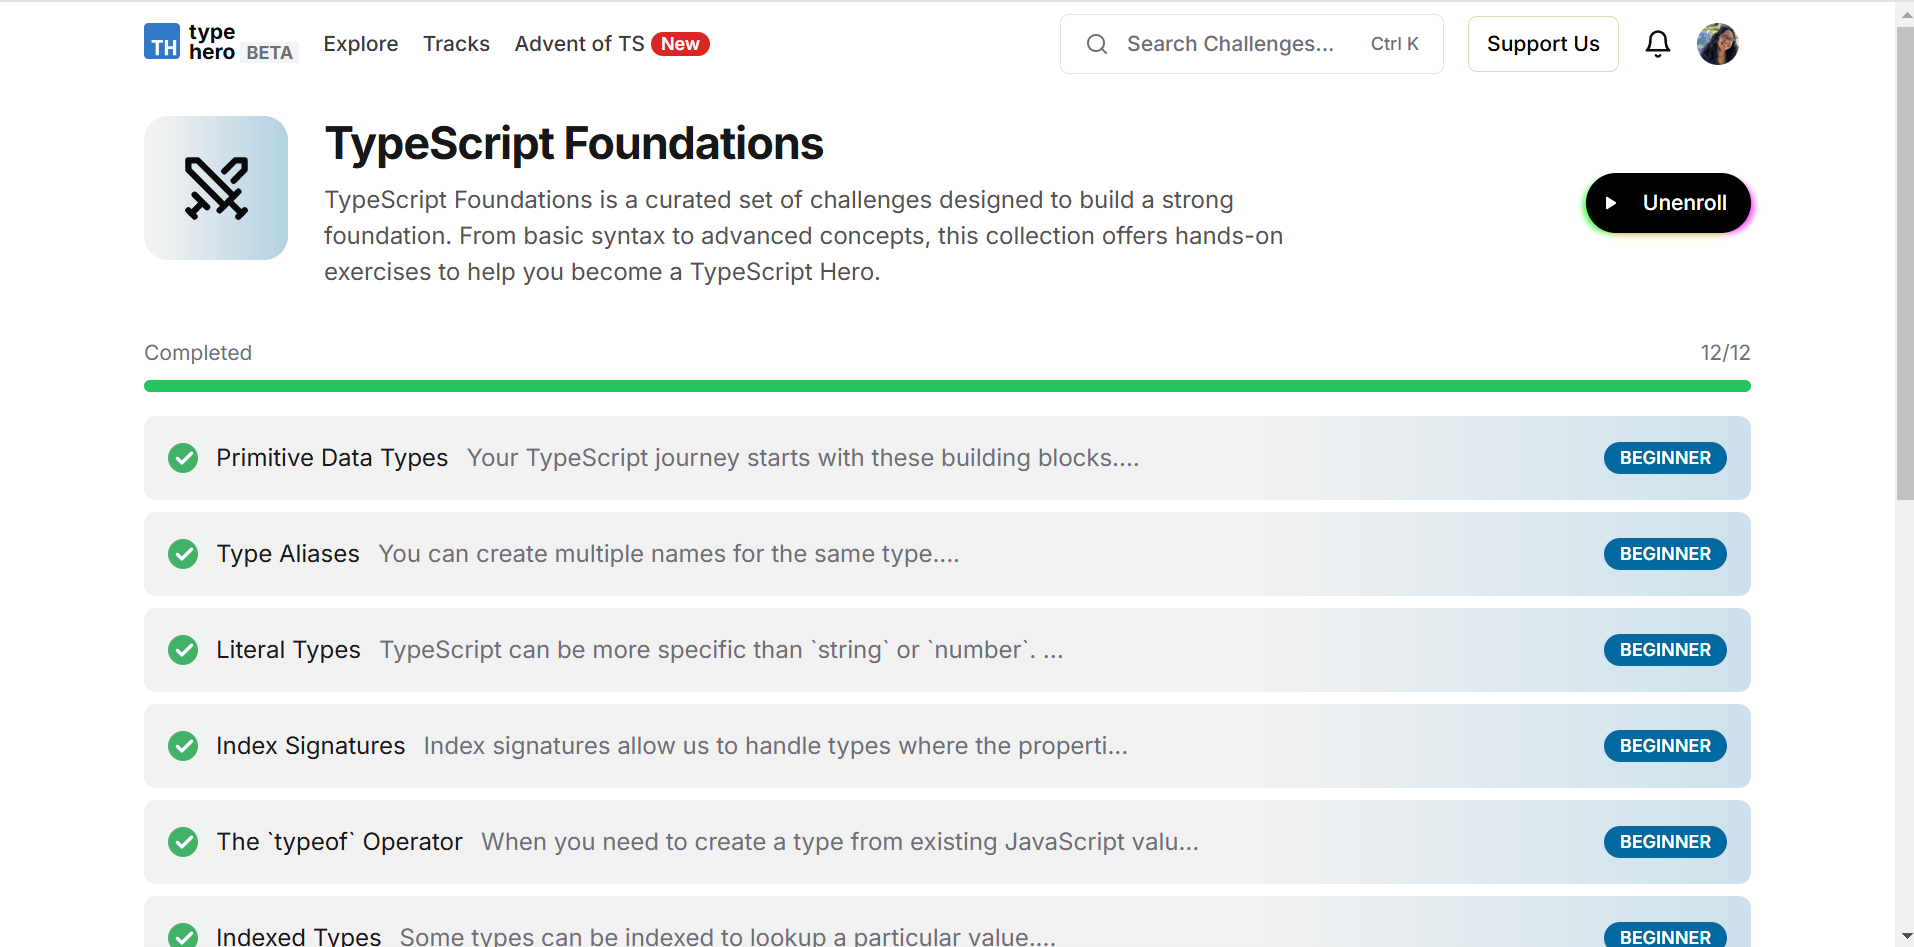 TH type hero BETA Explore Tracks Advent of TS New Search Challenges... Ctrl K Support Us
TypeScript Foundations
TypeScript Foundations is a curated set of challenges designed to build a strong
foundation. From basic syntax to advanced concepts, this collection offers hands-on
exercises to help you become a TypeScript Hero.
Unenroll
Completed 12/12
Primitive Data Types Your TypeScript journey starts with these building blocks.... BEGINNER
Type Aliases You can create multiple names for the same type.... BEGINNER
Literal Types TypeScript can be more specific than `string` or `number`. ... BEGINNER
Index Signatures Index signatures allow us to handle types where the properti... BEGINNER
The `typeof` Operator When you need to create a type from existing JavaScript valu... BEGINNER
Indexed Types Some types can be indexed to lookup a particular value.... BEGINNER